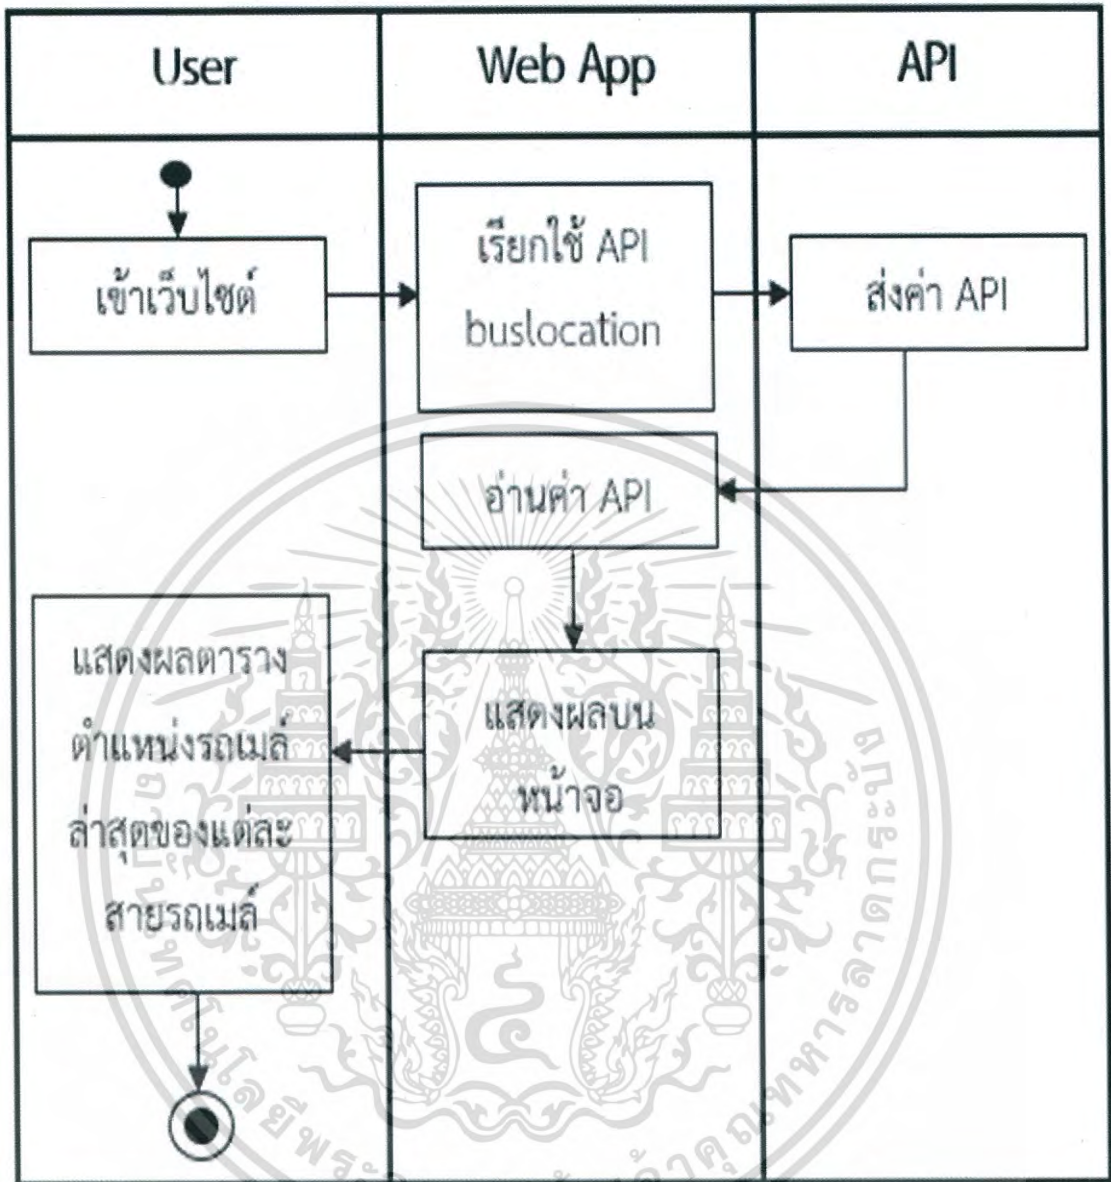 User
Web App
API
เข้าเว็บไซต์
เรียกใช้ API
buslocation
ส่งค่า API
อ่านค่า API
แสดงผลบน
หน้าจอ
แสดงผลตาราง
ตำแหน่งรถเมล์
ล่าสุดของแต่ละ
สายรถเมล์